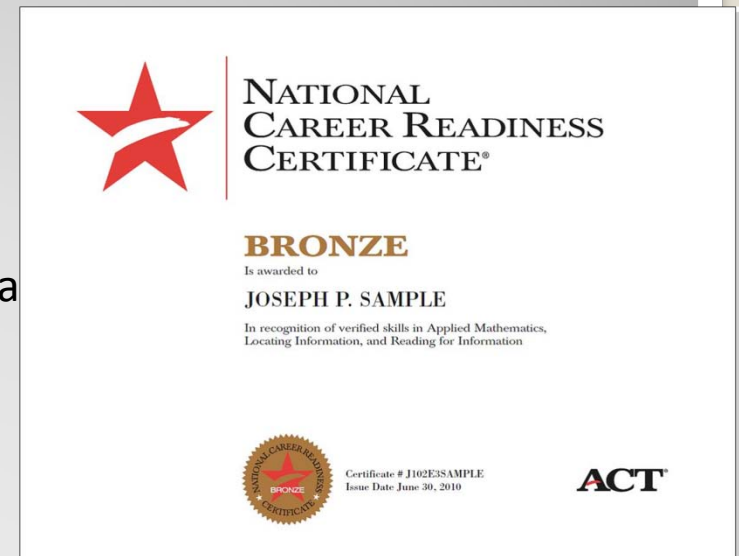 NATIONAL
CAREER READINESS
CERTIFICATE®
BRONZE
Is awarded to
a
JOSEPH P. SAMPLE
In recognition of verified skills in Applied Mathematics,
Locating Information, and Reading for Information
NATIONAL CAREER READINESS
BRONZE
CERTIFICATE
Certificate # J102E3SAMPLE
Issue Date June 30, 2010
ACT®